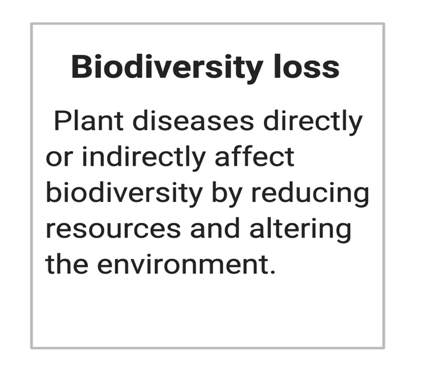 Biodiversity loss
Plant diseases directly
or indirectly affect
biodiversity by reducing
resources and altering
the environment.